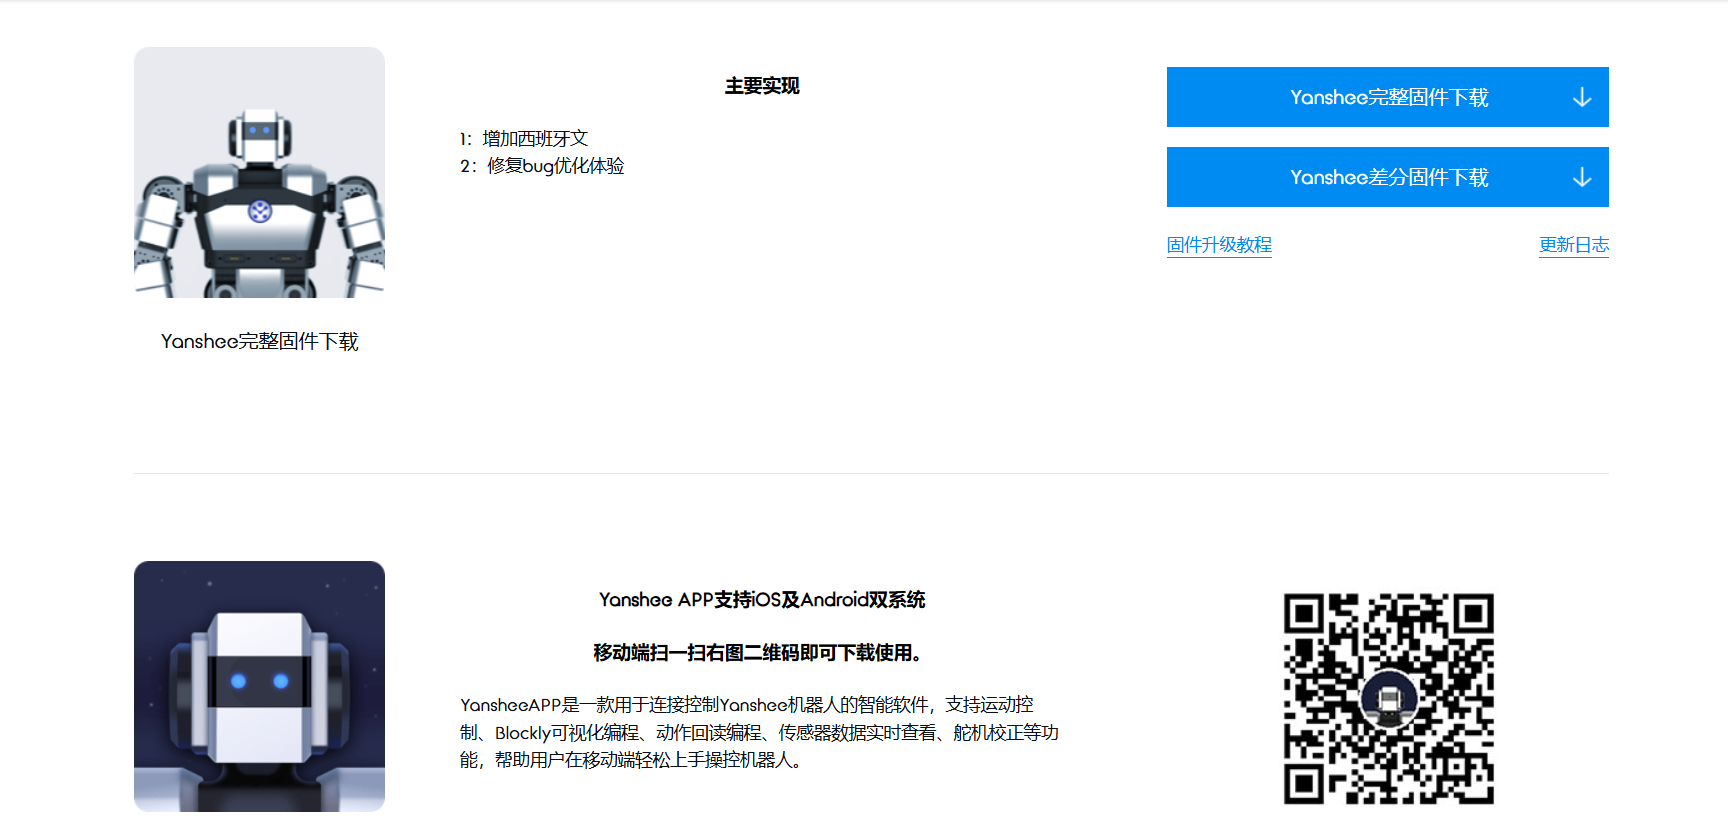 主要实现
1：增加西班牙文
2：修复bug优化体验
Yanshee完整固件下载
Yanshee完整固件下载
Yanshee差分固件下载
固件升级教程
更新日志
Yanshee APP支持iOS及Android双系统
移动端扫一扫右图二维码即可下载使用。
YansheeAPP是一款用于连接控制Yanshee机器人的智能软件，支持运动控
制、Blockly可视化编程、动作回读编程、传感器数据实时查看、舵机校正等功
能，帮助用户在移动端轻松上手操控机器人。